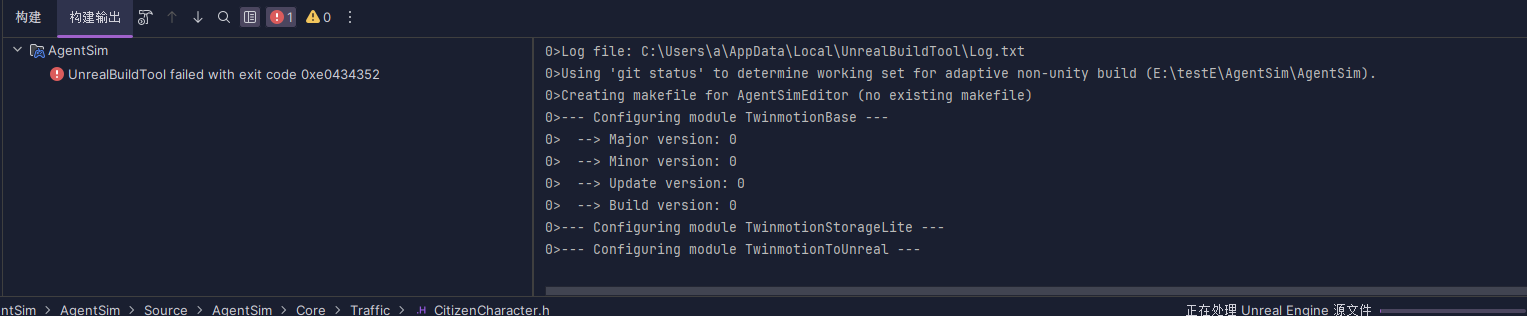 构建 构建输出 1 0
AgentSim
UnrealBuildTool failed with exit code 0xe0434352
0>Log file: C:\Users\a\AppData\Local\UnrealBuildTool\Log.txt
0>Using 'git status' to determine working set for adaptive non-unity build (E:\testE\AgentSim\AgentSim).
0>Creating makefile for AgentSimEditor (no existing makefile)
0>--- Configuring module TwinmotionBase ---
0>  --> Major version: 0
0>  --> Minor version: 0
0>  --> Update version: 0
0>  --> Build version: 0
0>--- Configuring module TwinmotionStorageLite ---
0>--- Configuring module TwinmotionToUnreal ---
ntSim > AgentSim > Source > AgentSim > Core > Traffic > .H CitizenCharacter.h 正在处理 Unreal Engine 源文件